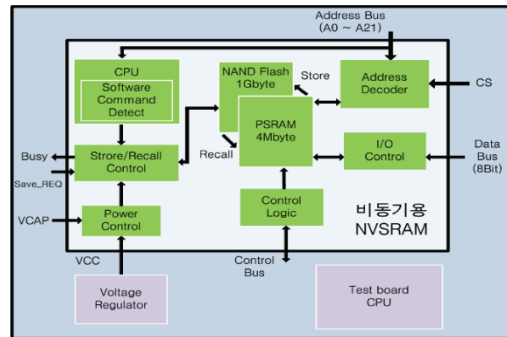 Address Bus
(A0 ~ A21)
CPU
Software
Command
Detect
NAND Flash
1Gbyte
Store
Address
Decoder
CS
PSRAM
4Mbyte
Busy
Strore/Recall
Control
Recall
I/O
Control
Data
Bus
(8Bit)
Save_REQ
VCAP
Power
Control
Control
Logic
비동기용
NVSRAM
VCC
Control
Bus
Voltage
Regulator
Test board
CPU